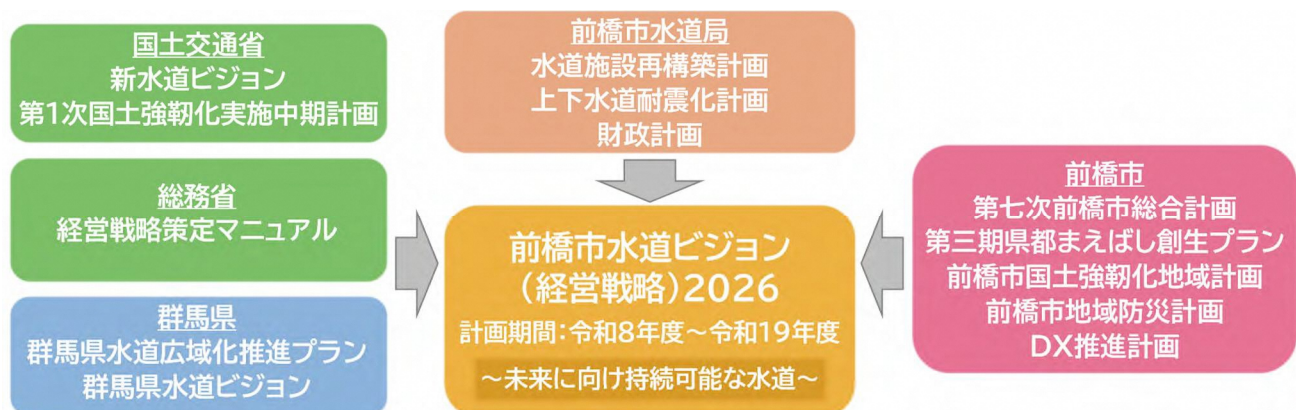 国土交通省
新水道ビジョン
第1次国土強靭化実施中期計画
総務省
経営戦略策定マニュアル
群馬県
群馬県水道広域化推進プラン
群馬県水道ビジョン
前橋市水道局
水道施設再構築計画
上下水道耐震化計画
財政計画
前橋市水道ビジョン
（経営戦略）2026
計画期間：令和8年度～令和19年度
～未来に向け持続可能な水道～
前橋市
第七次前橋市総合計画
第三期県都まえばし創生プラン
前橋市国土強靭化地域計画
前橋市地域防災計画
DX推進計画